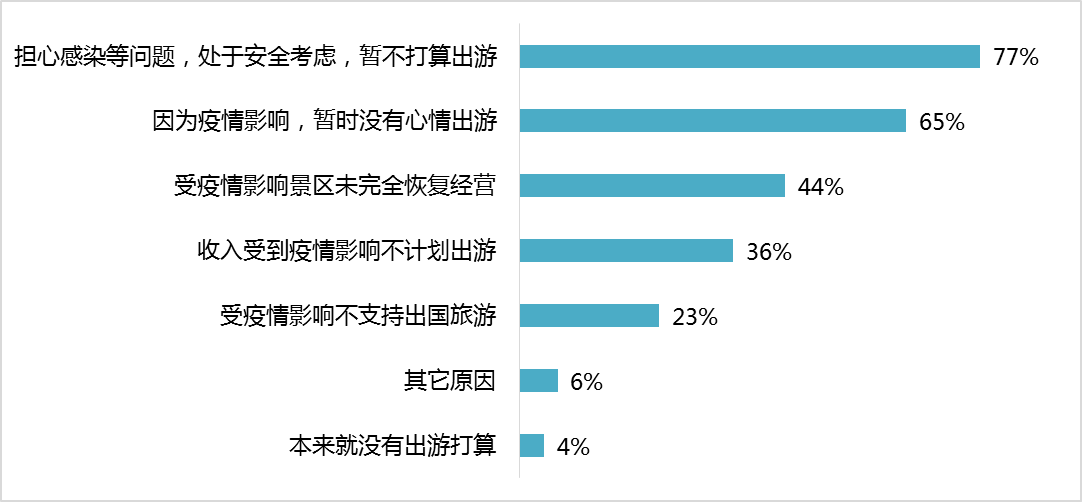 担心感染等问题，处于安全考虑，暂不打算出游 77%
因为疫情影响，暂时没有心情出游 65%
受疫情影响景区未完全恢复经营 44%
收入受到疫情影响不计划出游 36%
受疫情影响不支持出国旅游 23%
其它原因 6%
本来就没有出游打算 4%